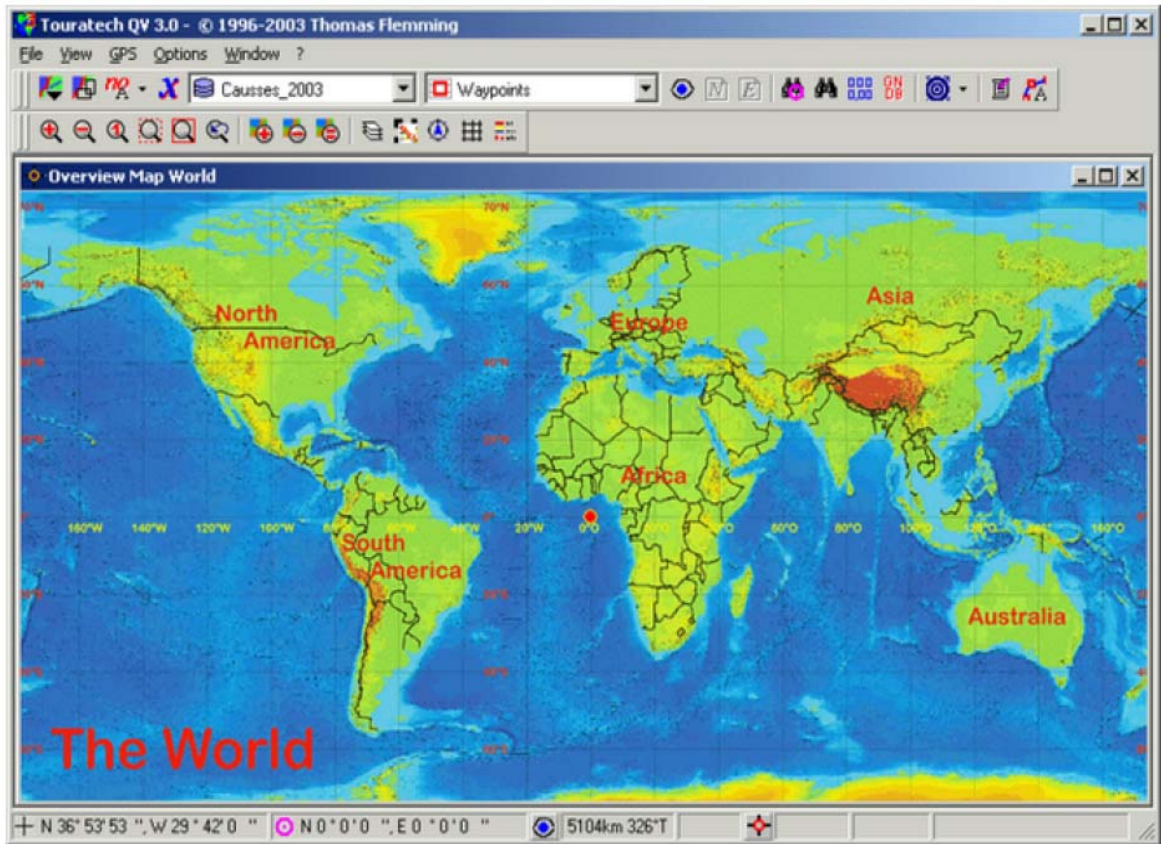 Touratech QV 3.0 - © 1996-2003 Thomas Flemming
File View GPS Options Window ?
Causses_2003 Waypoints
Overview Map World
70°N
North
America
South
America
Europe
Asia
Africa
Australia
160°W 140°W 120°W 100°W 20°W
The World
N 36° 53' 53 ", W 29 ° 42' 0 " N 0 ° 0' 0 ", E 0 ° 0' 0 " 5104km 326°T